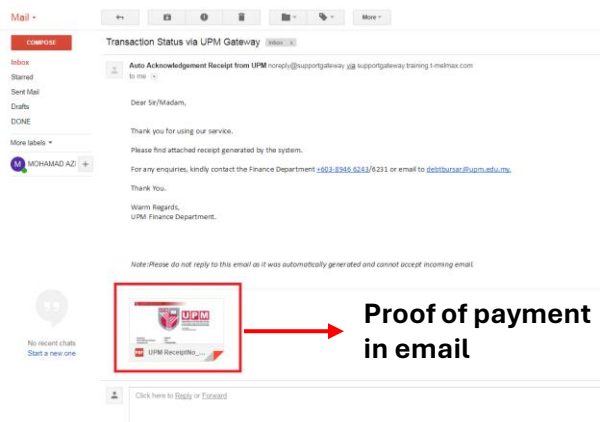 Mail
More
COMPOSE
Transaction Status via UPM Gateway Inbox x
Inbox
Starred
Sent Mail
Drafts
DONE
More labels
M MOHAMAD AZI +
Auto Acknowledgement Receipt from UPM noreply@supportgateway via supportgateway.training.t-melmax.com
to me
Dear Sir/Madam,
Thank you for using our service.
Please find attached receipt generated by the system.
For any enquiries, kindly contact the Finance Department +603-8946 6243/6231 or email to debtbursar@upm.edu.my.
Thank You.
Warm Regards,
UPM Finance Department.
Note:Please do not reply to this email as it was automatically generated and cannot accept incoming email.
UPM
PDF UPM ReceiptNo_...
Proof of payment
in email
No recent chats
Start a new one
Click here to Reply or Forward